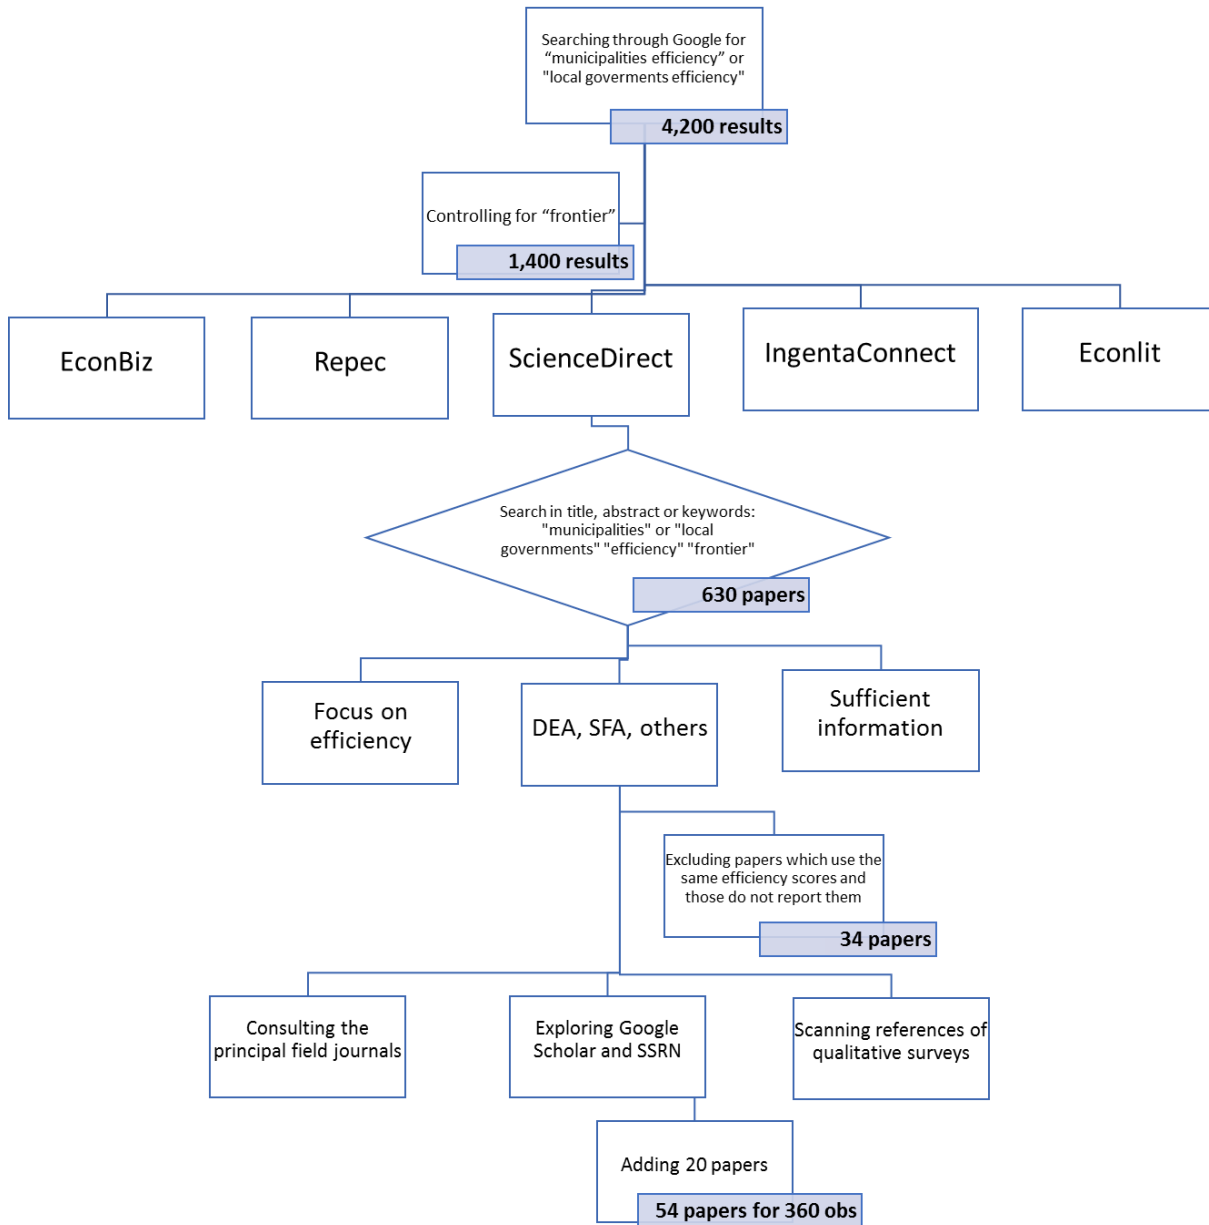 Searching through Google for
“municipalities efficiency” or
"local goverments efficiency"
4,200 results
Controlling for “frontier”
1,400 results
EconBiz
Repec
ScienceDirect
IngentaConnect
Econlit
Search in title, abstract or keywords:
"municipalities" or "local
governments" "efficiency" "frontier"
630 papers
Focus on
efficiency
DEA, SFA, others
Sufficient
information
Excluding papers which use the
same efficiency scores and
those do not report them
34 papers
Consulting the
principal field journals
Exploring Google
Scholar and SSRN
Scanning references of
qualitative surveys
Adding 20 papers
54 papers for 360 obs